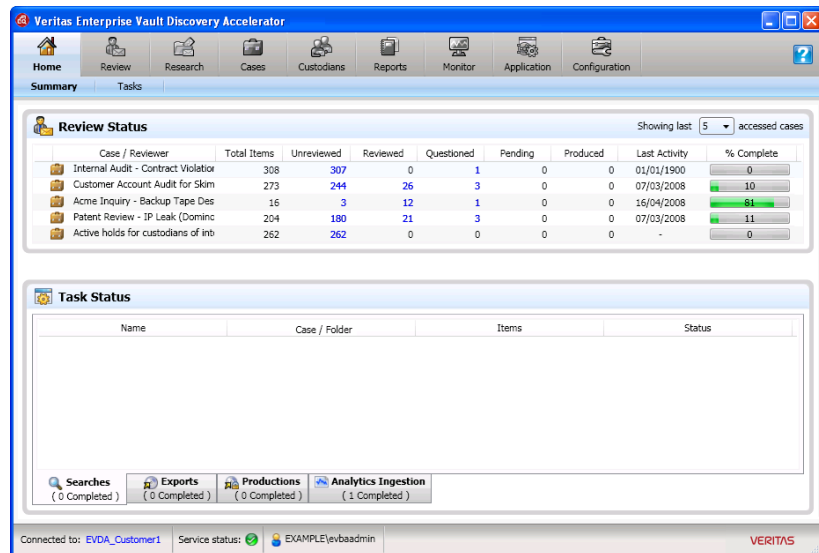 Veritas Enterprise Vault Discovery Accelerator
Home Review Research Cases Custodians Reports Monitor Application Configuration
Summary Tasks
Review Status Showing last 5 accessed cases
Case / Reviewer Total Items Unreviewed Reviewed Questioned Pending Produced Last Activity % Complete
Internal Audit - Contract Violation 308 307 0 1 0 0 01/01/1900 0
Customer Account Audit for Skim 273 244 26 3 0 0 07/03/2008 10
Acme Inquiry - Backup Tape Des 16 3 12 1 0 0 16/04/2008 81
Patent Review - IP Leak (Dominc 204 180 21 3 0 0 07/03/2008 11
Active holds for custodians of int 262 262 0 0 0 0 - 0
Task Status
Name Case / Folder Items Status
Searches Exports Productions Analytics Ingestion
( 0 Completed ) ( 0 Completed ) ( 0 Completed ) ( 1 Completed )
Connected to: EVDA_Customer1 Service status: EXAMPLE\evbaadmin VERITAS